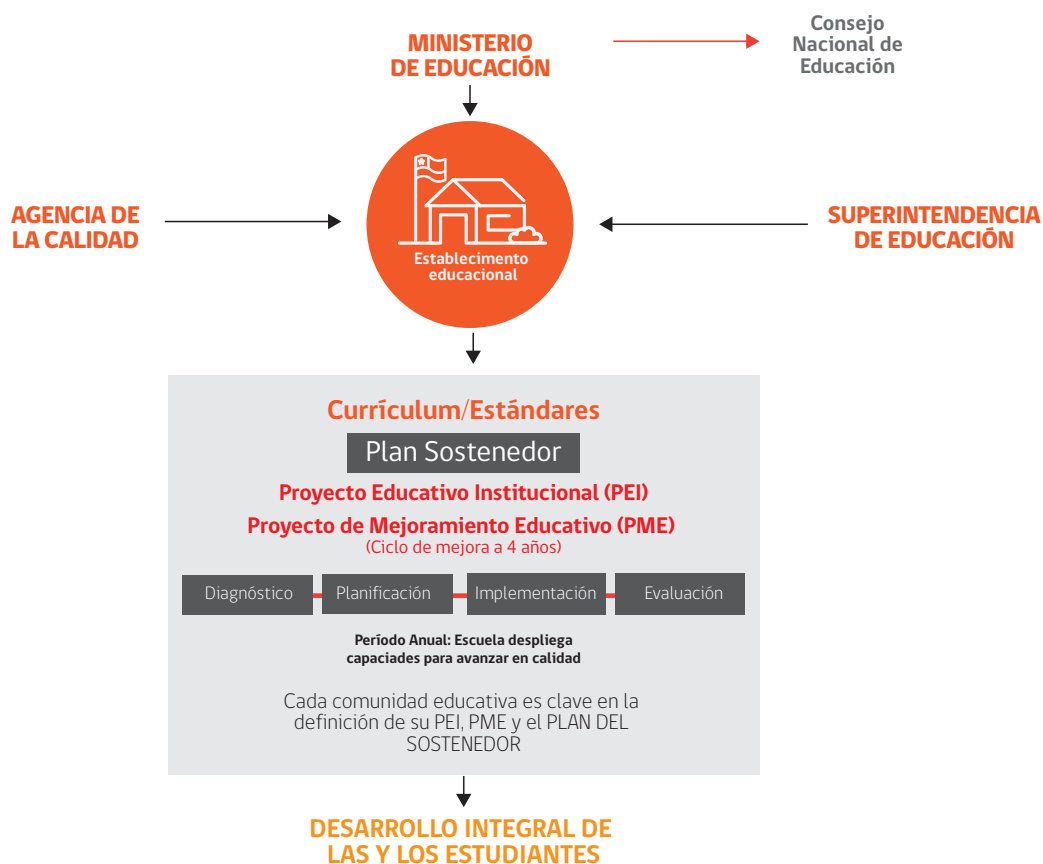 MINISTERIO
DE EDUCACIÓN
Consejo
Nacional de
Educación
AGENCIA DE
LA CALIDAD
Establecimento
educacional
SUPERINTENDENCIA
DE EDUCACIÓN
Currículum/Estándares
Plan Sostenedor
Proyecto Educativo Institucional (PEI)
Proyecto de Mejoramiento Educativo (PME)
(Ciclo de mejora a 4 años)
Diagnóstico
Planificación
Implementación
Evaluación
Período Anual: Escuela despliega
capaciades para avanzar en calidad
Cada comunidad educativa es clave en la
definición de su PEI, PME y el PLAN DEL
SOSTENEDOR
DESARROLLO INTEGRAL DE
LAS Y LOS ESTUDIANTES